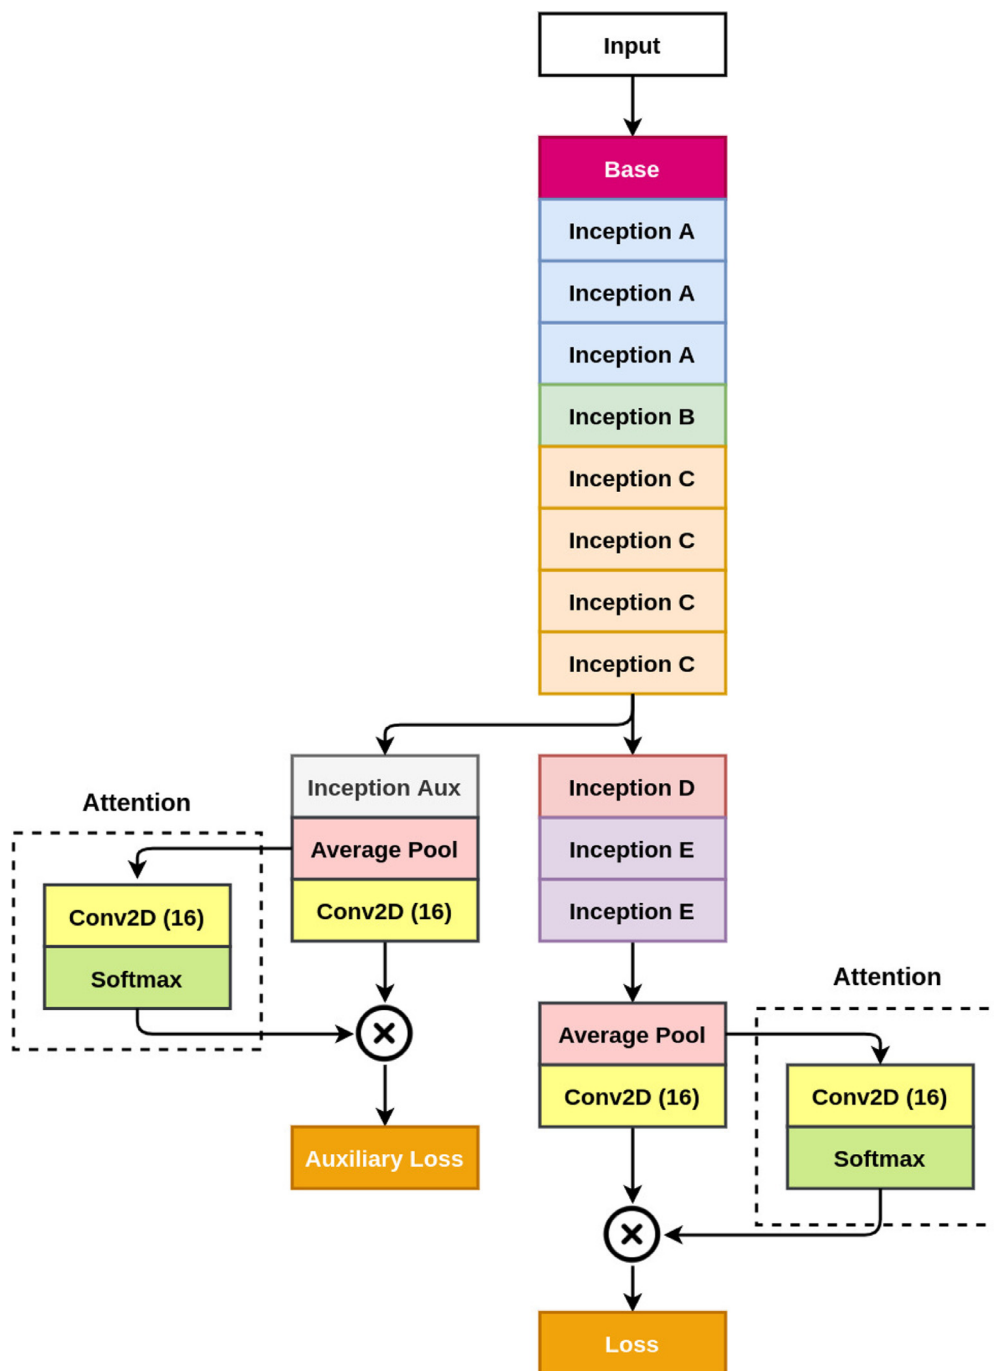 Input
Base
Inception A
Inception A
Inception A
Inception B
Inception C
Inception C
Inception C
Inception C
Inception Aux
Average Pool
Conv2D (16)
Attention
Conv2D (16)
Softmax
Auxiliary Loss
Inception D
Inception E
Inception E
Average Pool
Conv2D (16)
Attention
Conv2D (16)
Softmax
Loss